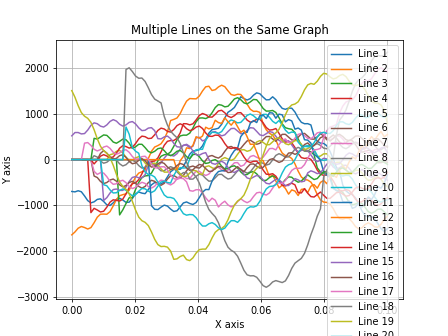 Multiple Lines on the Same Graph
Y axis
2000
1000
0
−1000
−2000
−3000
0.00
0.02
0.04
0.06
X axis
Line 1
Line 2
Line 3
Line 4
Line 5
Line 6
Line 7
Line 8
Line 9
Line 10
Line 11
Line 12
Line 13
Line 14
Line 15
Line 16
Line 17
Line 18
Line 19
Line 20